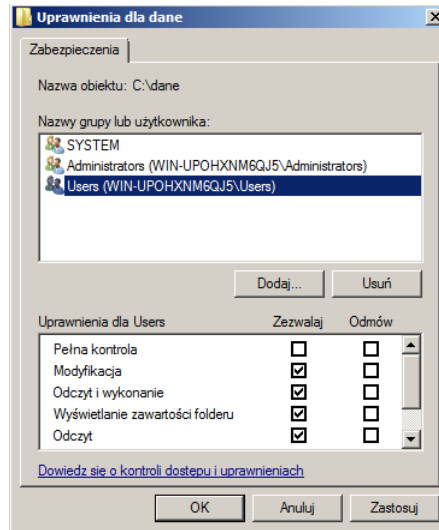 Uprawnienia dla dane
Zabezpieczenia
Nazwa obiektu: C:\dane
Nazwy grupy lub użytkownika:
SYSTEM
Administrators (WIN-UPOHXNM6QJ5\Administrators)
Users (WIN-UPOHXNM6QJ5\Users)
Dodaj... Usuń
Uprawnienia dla Users Zezwalaj Odmów
Pełna kontrola
Modyfikacja
Odczyt i wykonanie
Wyświetlanie zawartości folderu
Odczyt
Dowiedz się o kontroli dostępu i uprawnieniach
OK Anuluj Zastosuj